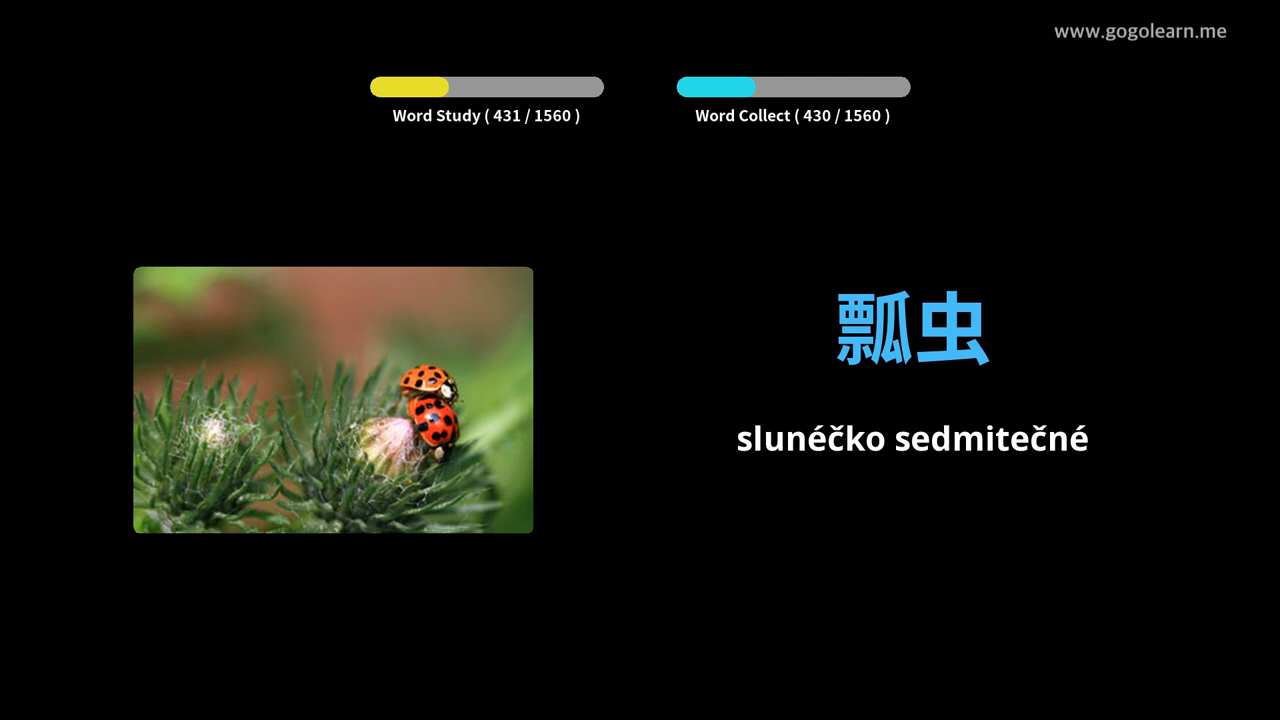 www.gogolearn.me
Word Study ( 431 / 1560 )
Word Collect ( 430 / 1560 )
瓢虫
slunéčko sedmitečné